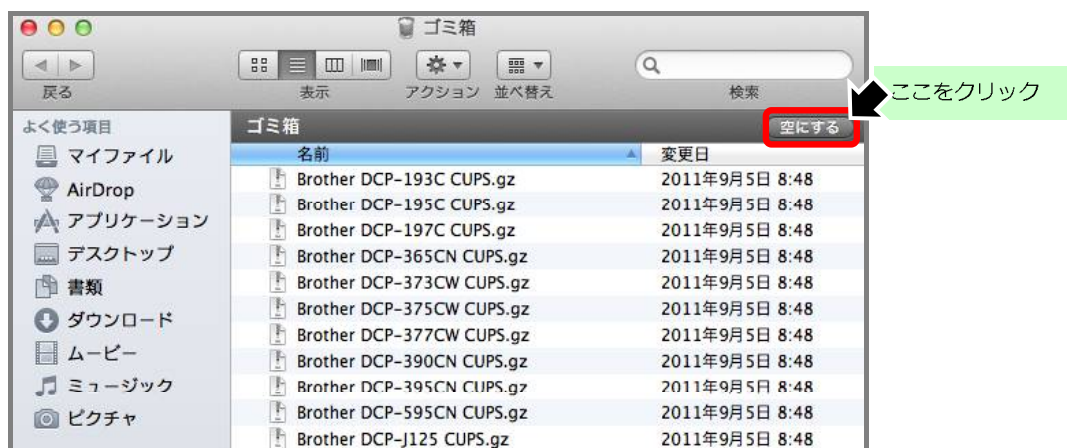 ゴミ箱
戻る
表示
アクション
並べ替え
検索
ここをクリック
よく使う項目
マイファイル
AirDrop
アプリケーション
デスクトップ
書類
ダウンロード
ムービー
ミュージック
ピクチャ
ゴミ箱
空にする
名前 変更日
Brother DCP-193C CUPS.gz 2011年9月5日 8:48
Brother DCP-195C CUPS.gz 2011年9月5日 8:48
Brother DCP-197C CUPS.gz 2011年9月5日 8:48
Brother DCP-365CN CUPS.gz 2011年9月5日 8:48
Brother DCP-373CW CUPS.gz 2011年9月5日 8:48
Brother DCP-375CW CUPS.gz 2011年9月5日 8:48
Brother DCP-377CW CUPS.gz 2011年9月5日 8:48
Brother DCP-390CN CUPS.gz 2011年9月5日 8:48
Brother DCP-395CN CUPS.gz 2011年9月5日 8:48
Brother DCP-595CN CUPS.gz 2011年9月5日 8:48
Brother DCP-J125 CUPS.gz 2011年9月5日 8:48